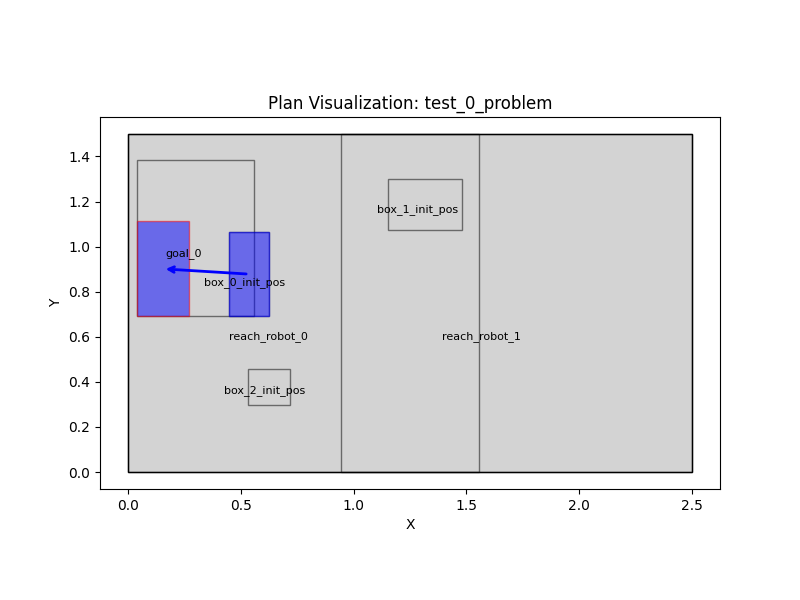 Plan Visualization: test_0_problem
1.4
1.2
1.0
0.8
0.6
0.4
0.2
0.0
Y
box_1_init_pos
goal_0
box_0_init_pos
reach_robot_0
reach_robot_1
box_2_init_pos
0.0 0.5 1.0 1.5 2.0 2.5
X